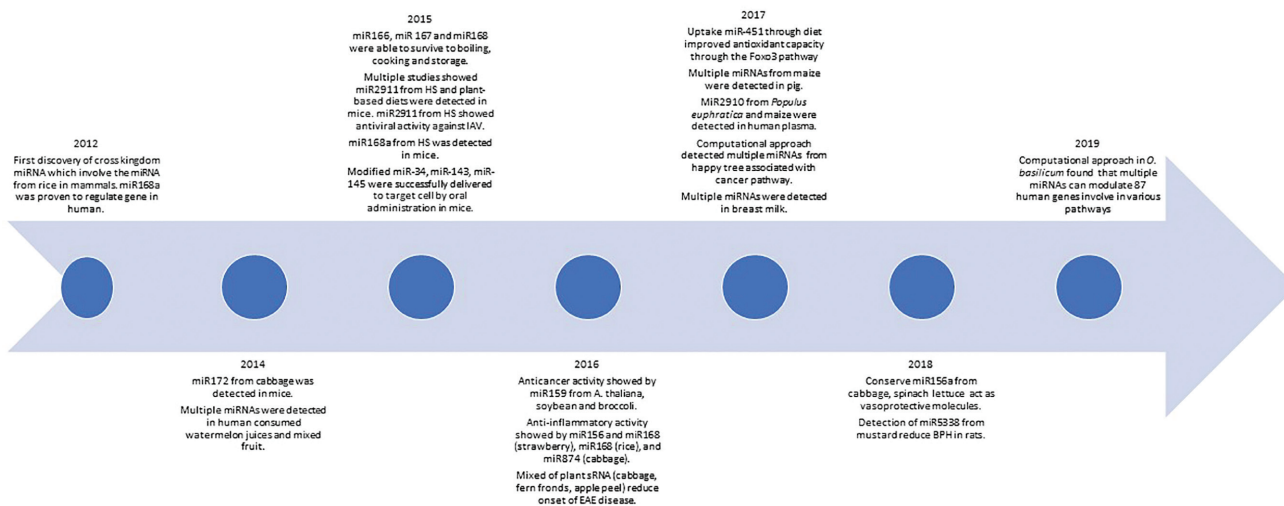 2012
First discovery of cross kingdom
miRNA which involve the miRNA
from rice in mammals. miR168a
was proven to regulate gene in
human.
2014
miR172 from cabbage was
detected in mice.
Multiple miRNAs were detected
in human consumed
watermelon juices and mixed
fruit.
2015
miR166, miR 167 and miR168
were able to survive to boiling,
cooking and storage.
Multiple studies showed
miR2911 from HS and plant-
based diets were detected in
mice. miR2911 from HS showed
antiviral activity against IAV.
miR168a from HS was detected
in mice.
Modified miR-34, miR-143, miR-
145 were successfully delivered
to target cell by oral
administration in mice.
2016
Anticancer activity showed by
miR159 from A. thaliana,
soybean and broccoli.
Anti-inflammatory activity
showed by miR156 and miR168
(strawberry), miR168 (rice), and
miR874 (cabbage).
Mixed of plant sRNA (cabbage,
fern fronds, apple peel) reduce
onset of EAE disease.
2017
Uptake miR-451 through diet
improved antioxidant capacity
through the Foxo3 pathway
Multiple miRNAs from maize
were detected in pig.
MiR2910 from Populus
euphratica and maize were
detected in human plasma.
Computational approach
detected multiple miRNAs from
happy tree associated with
cancer pathway.
Multiple miRNAs were detected
in breast milk.
2018
Conserve miR156a from
cabbage, spinach lettuce act as
vasoprotective molecules.
Detection of miR5338 from
mustard reduce BPH in rats.
2019
Computational approach in O.
basilicum found that multiple
miRNAs can modulate 87
human genes involve in various
pathways